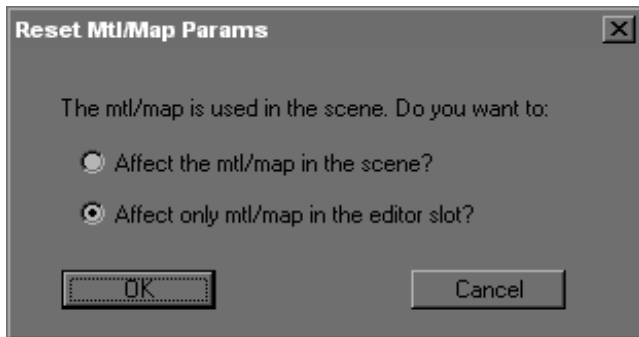 Reset Mtl/Map Params
The mtl/map is used in the scene. Do you want to:
Affect the mtl/map in the scene?
Affect only mtl/map in the editor slot?
OK Cancel